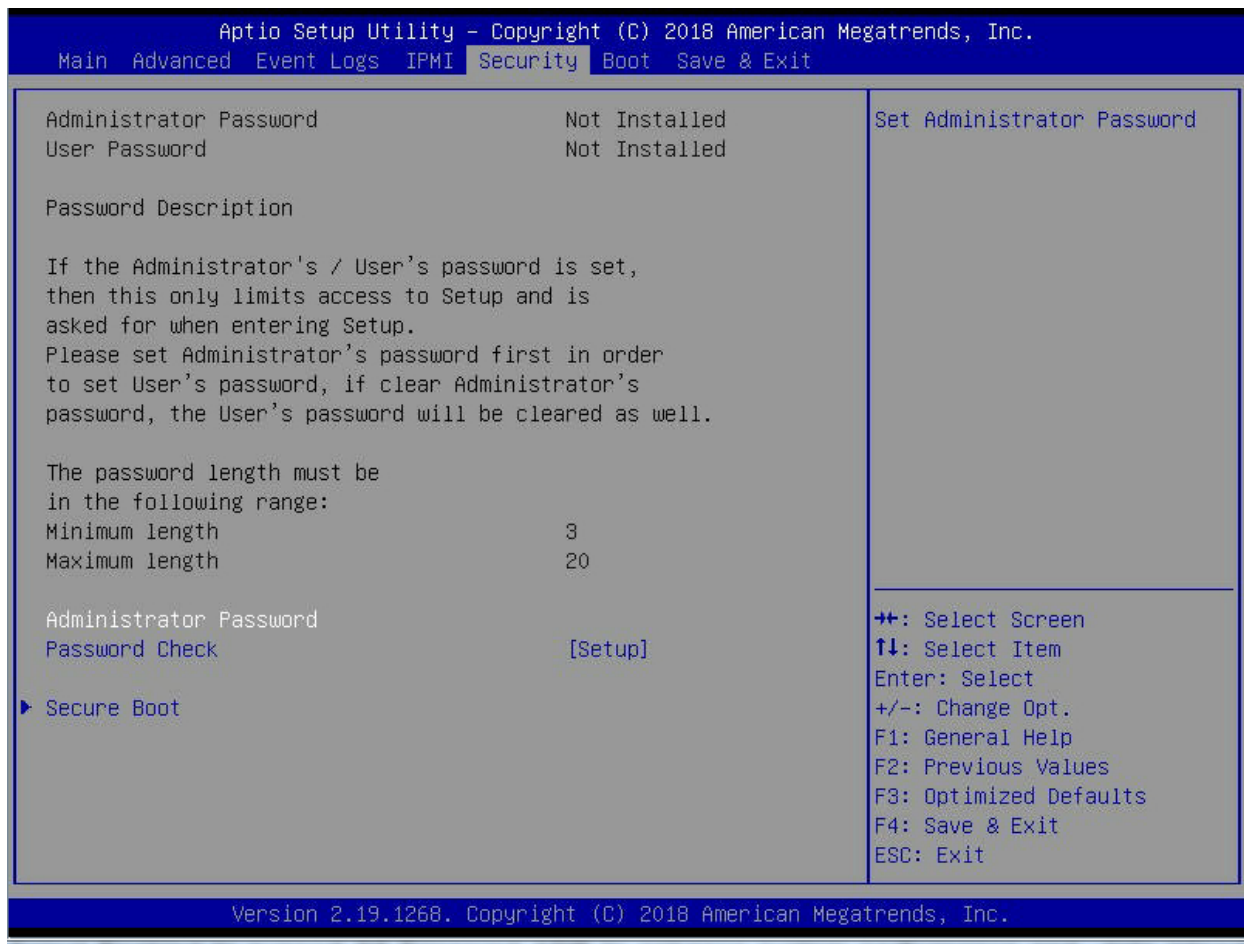 Aptio Setup Utility – Copyright (C) 2018 American Megatrends, Inc.
Main Advanced Event Logs IPMI Security Boot Save & Exit
Administrator Password Not Installed
User Password Not Installed
Password Description
If the Administrator's / User's password is set,
then this only limits access to Setup and is
asked for when entering Setup.
Please set Administrator's password first in order
to set User's password, if clear Administrator's
password, the User's password will be cleared as well.
The password length must be
in the following range:
Minimum length 3
Maximum length 20
Administrator Password
Password Check [Setup]
Secure Boot
Set Administrator Password
→←: Select Screen
↑↓: Select Item
Enter: Select
+/-: Change Opt.
F1: General Help
F2: Previous Values
F3: Optimized Defaults
F4: Save & Exit
ESC: Exit
Version 2.19.1268. Copyright (C) 2018 American Megatrends, Inc.